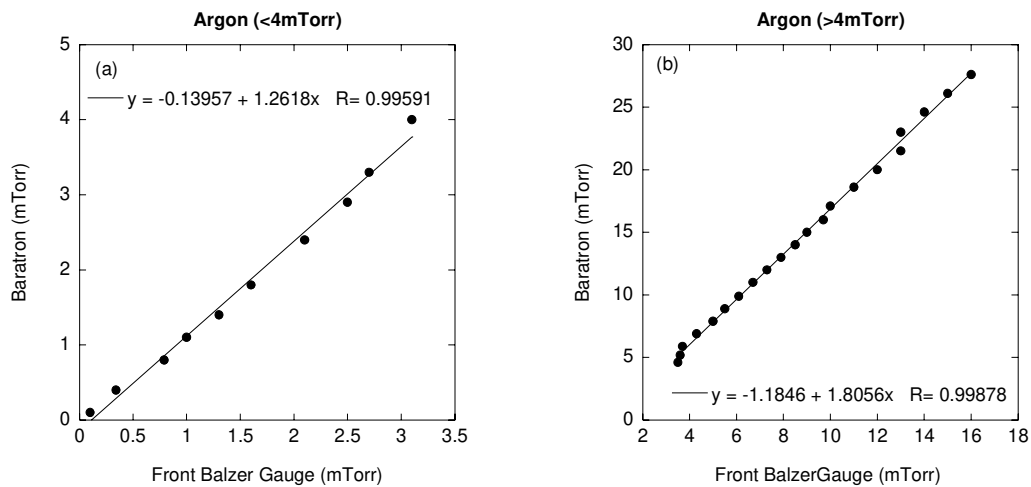 Argon (<4mTorr)
(a)
y = -0.13957 + 1.2618x R= 0.99591
5
4
3
2
1
0
0 0.5 1 1.5 2 2.5 3 3.5
Baratron (mTorr)
Front Balzer Gauge (mTorr)
Argon (>4mTorr)
(b)
30
25
20
15
10
5
0
y = -1.1846 + 1.8056x R= 0.99878
2 4 6 8 10 12 14 16 18
Baratron (mTorr)
Front BalzerGauge (mTorr)